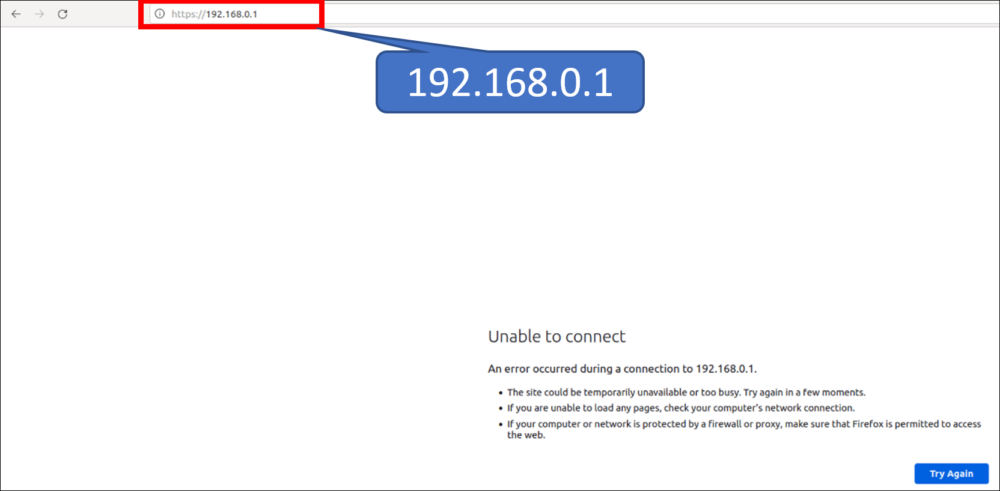 https://192.168.0.1
192.168.0.1
Unable to connect
An error occurred during a connection to 192.168.0.1.
• The site could be temporarily unavailable or too busy. Try again in a few moments.
• If you are unable to load any pages, check your computer’s network connection.
• If your computer or network is protected by a firewall or proxy, make sure that Firefox is permitted to access
the web.
Try Again